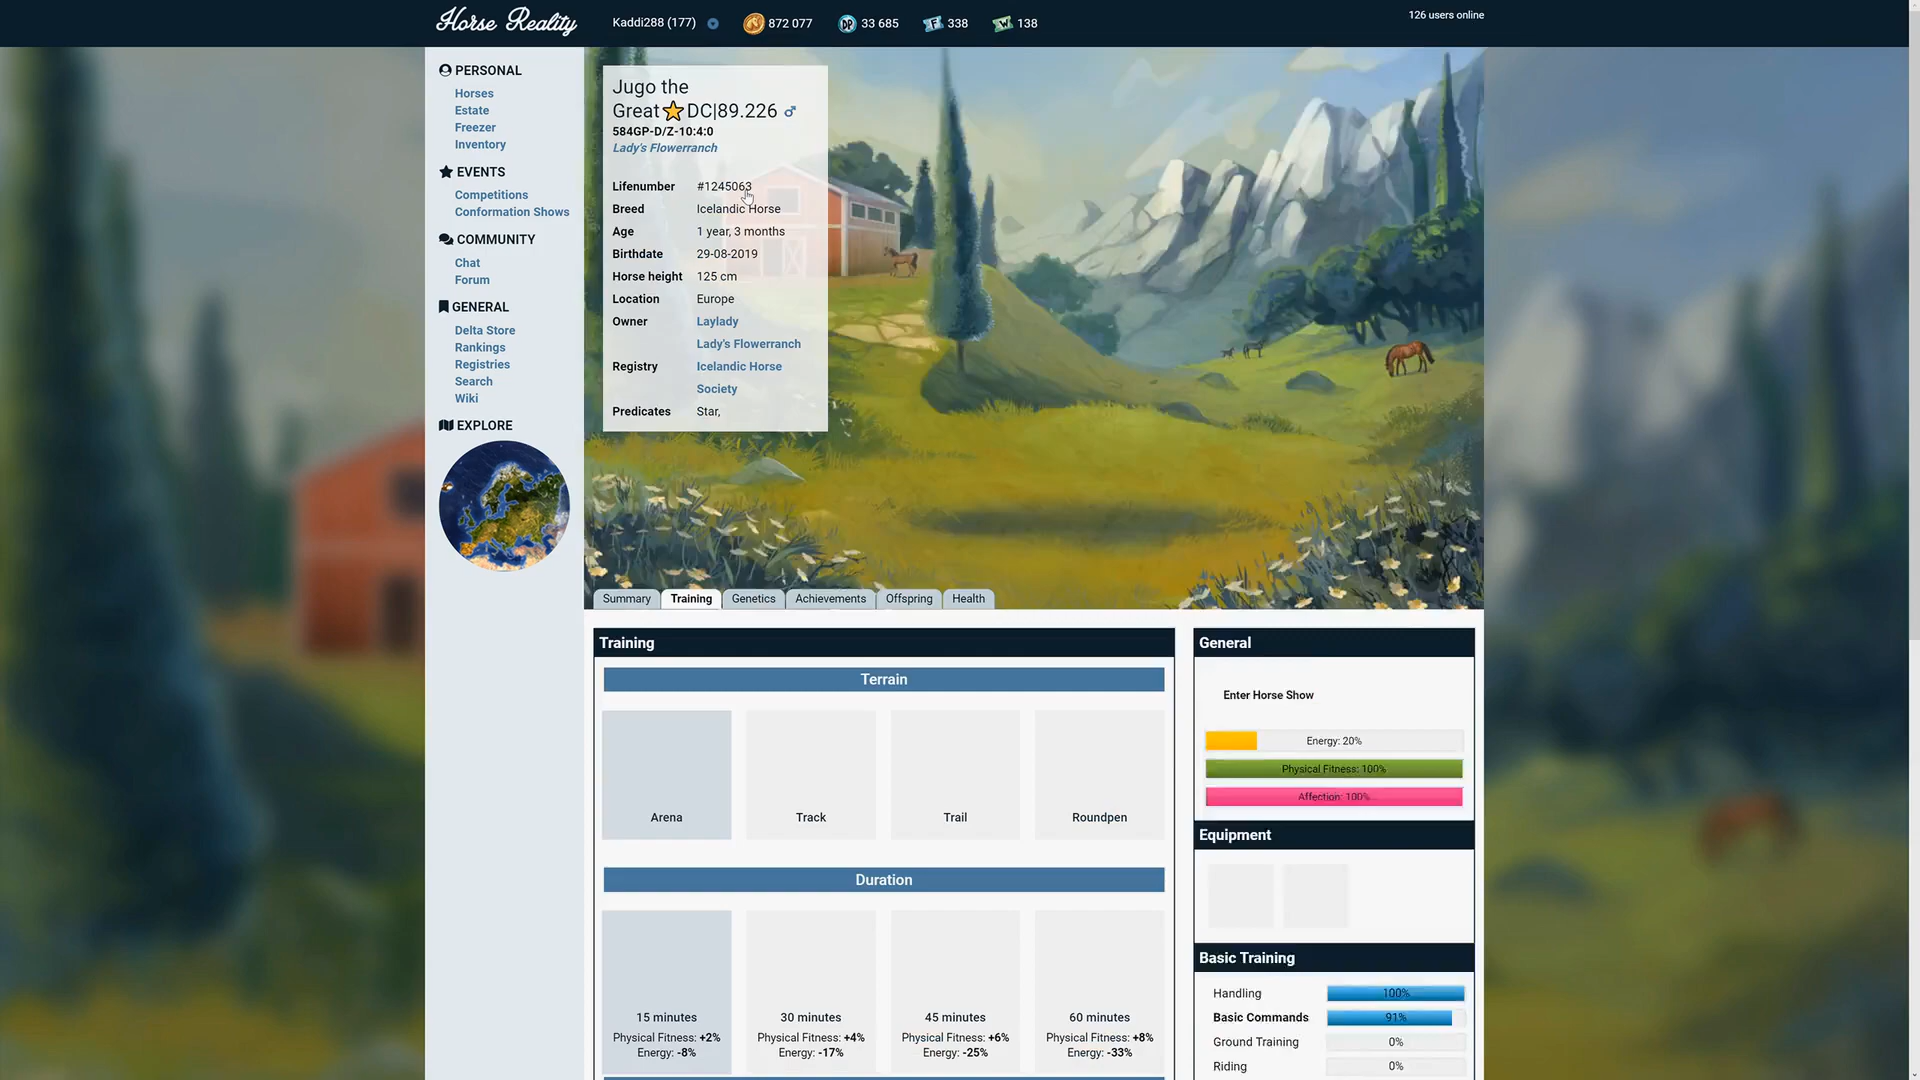 Horse Reality
Kaddi288 (177)
872 077
DP 33 685
F 338
W 138
126 users online
PERSONAL
Horses
Estate
Freezer
Inventory
EVENTS
Competitions
Conformation Shows
COMMUNITY
Chat
Forum
GENERAL
Delta Store
Rankings
Registries
Search
Wiki
EXPLORE
Jugo the
Great⭐DC|89.226 ♂
584GP-D/Z-10:4:0
Lady's Flowerranch
Lifenumber #1245063
Breed Icelandic Horse
Age 1 year, 3 months
Birthdate 29-08-2019
Horse height 125 cm
Location Europe
Owner Laylady
Lady's Flowerranch
Registry Icelandic Horse
Society
Predicates Star,
Summary Training Genetics Achievements Offspring Health
Training
Terrain
Arena Track Trail Roundpen
Duration
15 minutes 30 minutes 45 minutes 60 minutes
Physical Fitness: +2% Physical Fitness: +4% Physical Fitness: +6% Physical Fitness: +8%
Energy: -8% Energy: -17% Energy: -25% Energy: -33%
General
Enter Horse Show
Energy: 20%
Physical Fitness: 100%
Affection: 100%
Equipment
Basic Training
Handling 100%
Basic Commands 91%
Ground Training 0%
Riding 0%